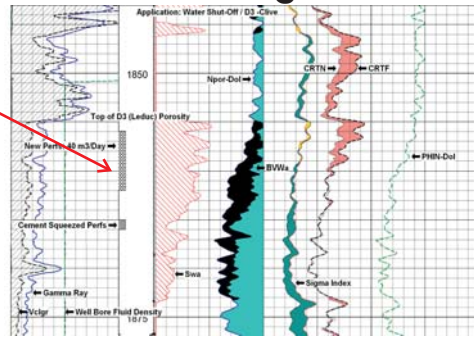 Application: Water Shut-Off / D3 -Clive
1850
CRTN
CRTF
Npor-Dol
Top of D3 (Leduc) Porosity
New Perfs: 40 m3/Day
PHIN-Dol
BVWa
Cement Squeezed Perfs
Swa
Sigma Index
Gamma Ray
Vclgr
Well Bore Fluid Density
1875